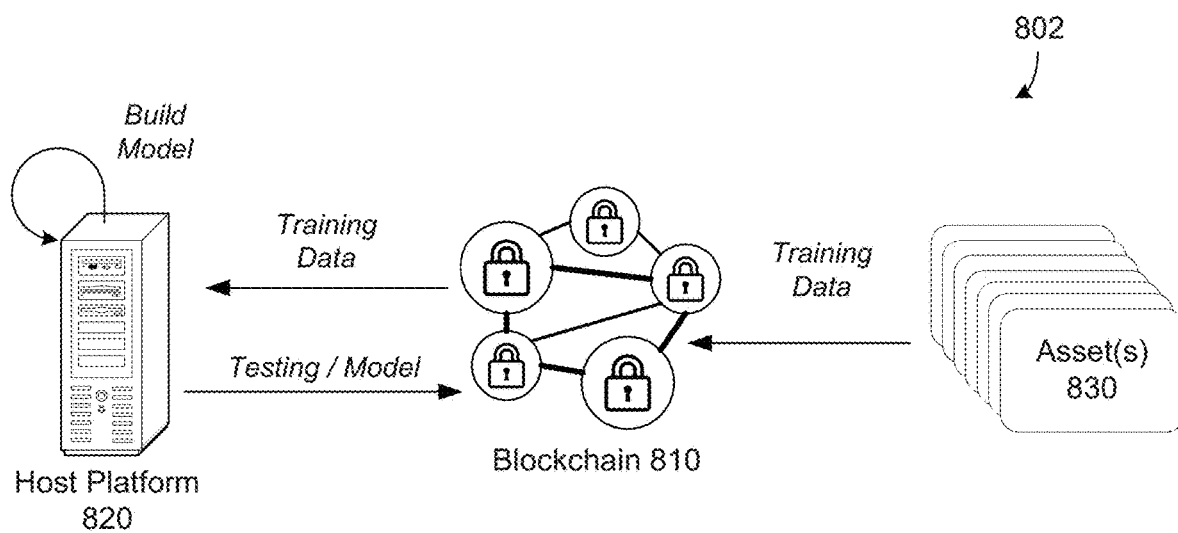 802
Build
Model
Training
Data
Training
Data
Testing / Model
Asset(s)
830
Blockchain 810
Host Platform
820